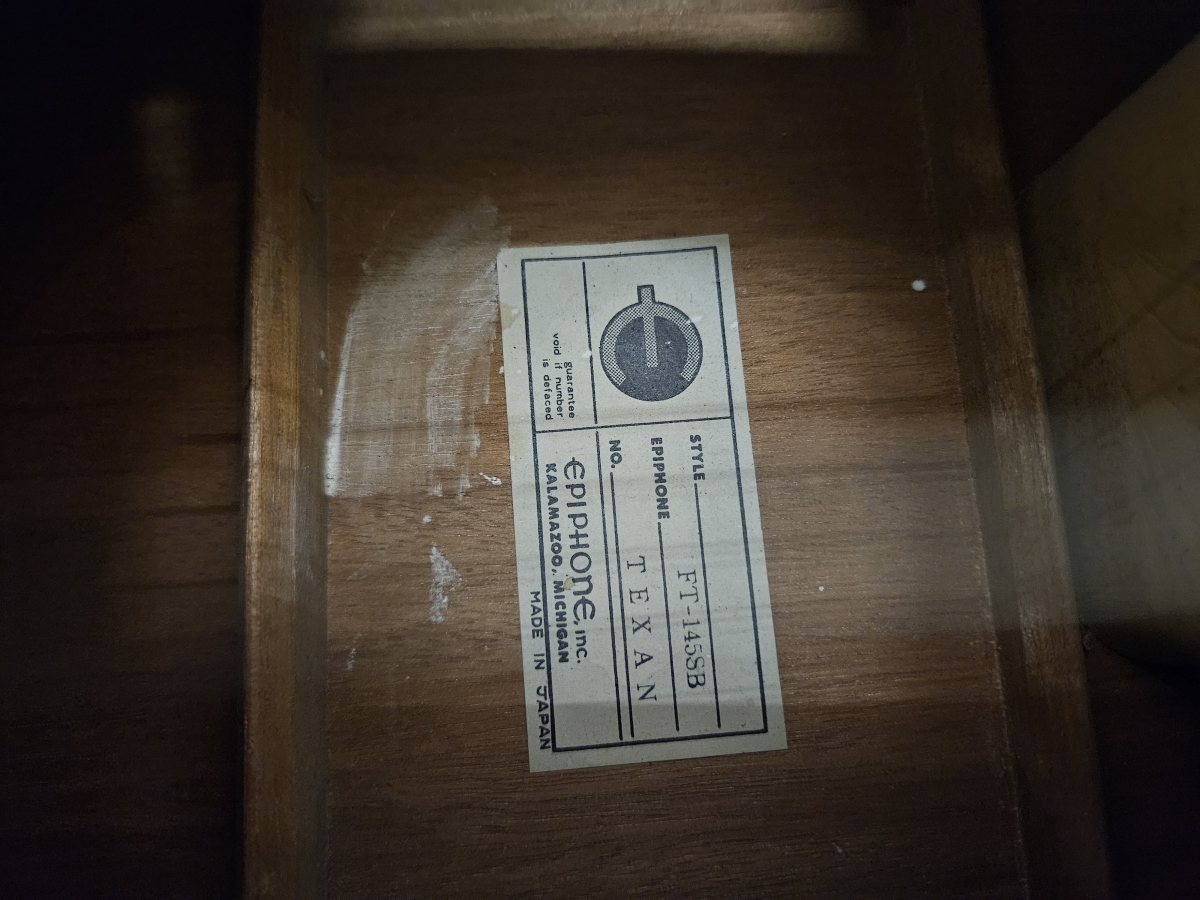 STYLE FT-145SB
EPIPHONE TEXAN
NO.
guarantee
void if number
is defaced
EPIPHONE, inc.
KALAMAZOO, MICHIGAN
MADE IN JAPAN